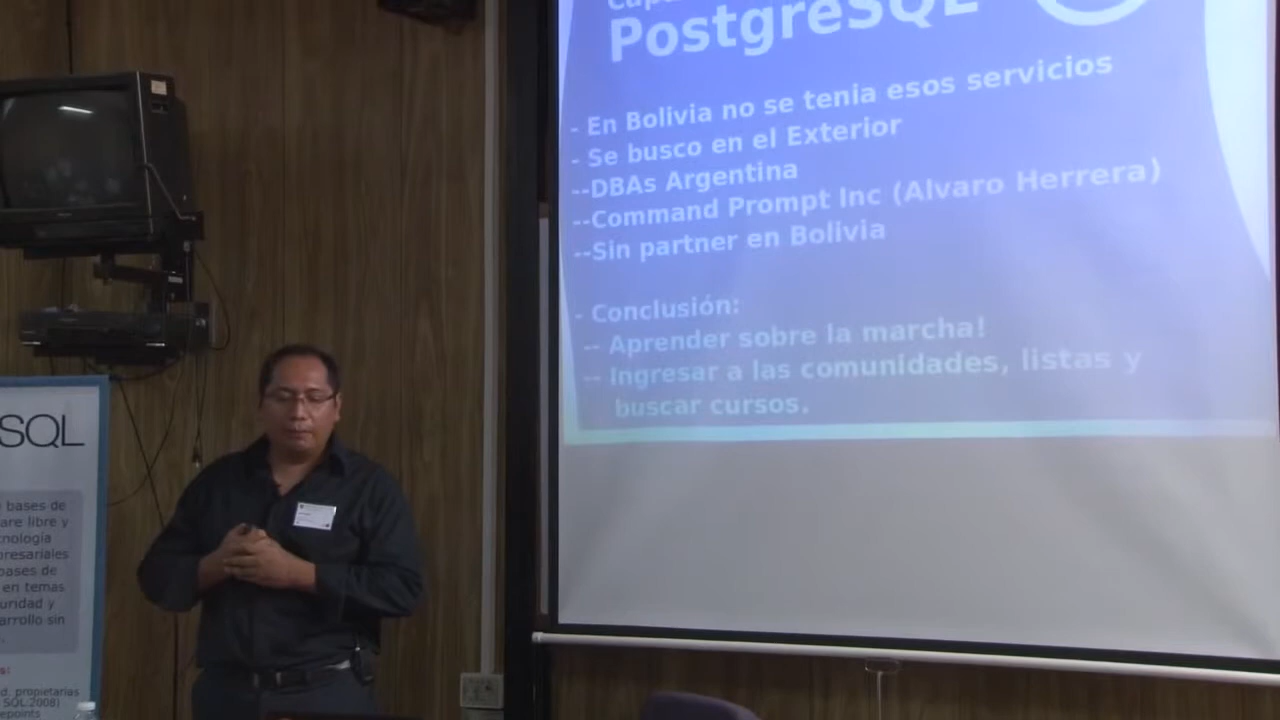 PostgreSQL
- En Bolivia no se tenia esos servicios
- Se busco en el Exterior
--DBAs Argentina
--Command Prompt Inc (Alvaro Herrera)
--Sin partner en Bolivia
- Conclusión:
-- Aprender sobre la marcha!
-- Ingresar a las comunidades, listas y
buscar cursos.
SQL
bases de
are libre y
nología
presariales
bases de
en temas
uridad y
arrollo sin
d. propietarias
SQL:2008)
epoints